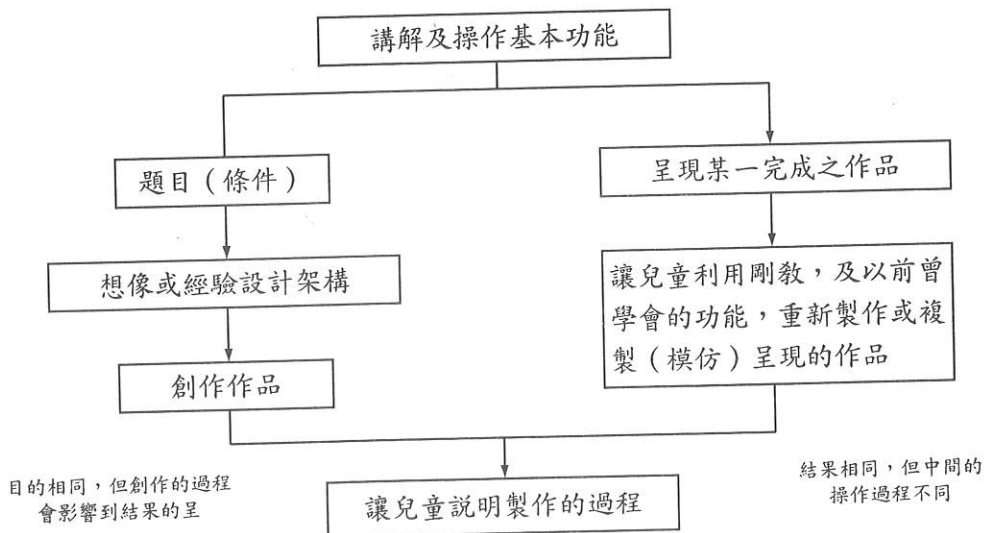 講解及操作基本功能
題目（條件）
想像或經驗設計架構
創作作品
呈現某一完成之作品
讓兒童利用剛教，及以前曾
學會的功能，重新製作或複
製（模仿）呈現的作品
目的相同，但創作的過程
會影響到結果的呈
讓兒童說明製作的過程
結果相同，但中間的
操作過程不同